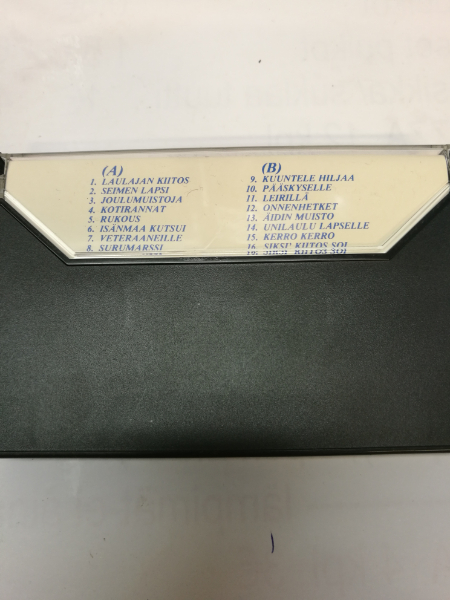 (A)
1. LAULAJAN KIITOS
2. SEIMEN LAPSI
3. JOULUMUISTOJA
4. KOTIRANNAT
5. RUKOUS
6. ISÄNMAA KUTSUI
7. VETERAANEILLE
8. SURUMARSSI
(B)
9. KUUNTELE HILJAA
10. PÄÄSKYSELLE
11. LEIRILLÄ
12. ONNENHETKET
13. ÄIDIN MUISTO
14. UNILAULU LAPSELLE
15. KERRO KERRO
16. SIKSI' KIITOS SOI